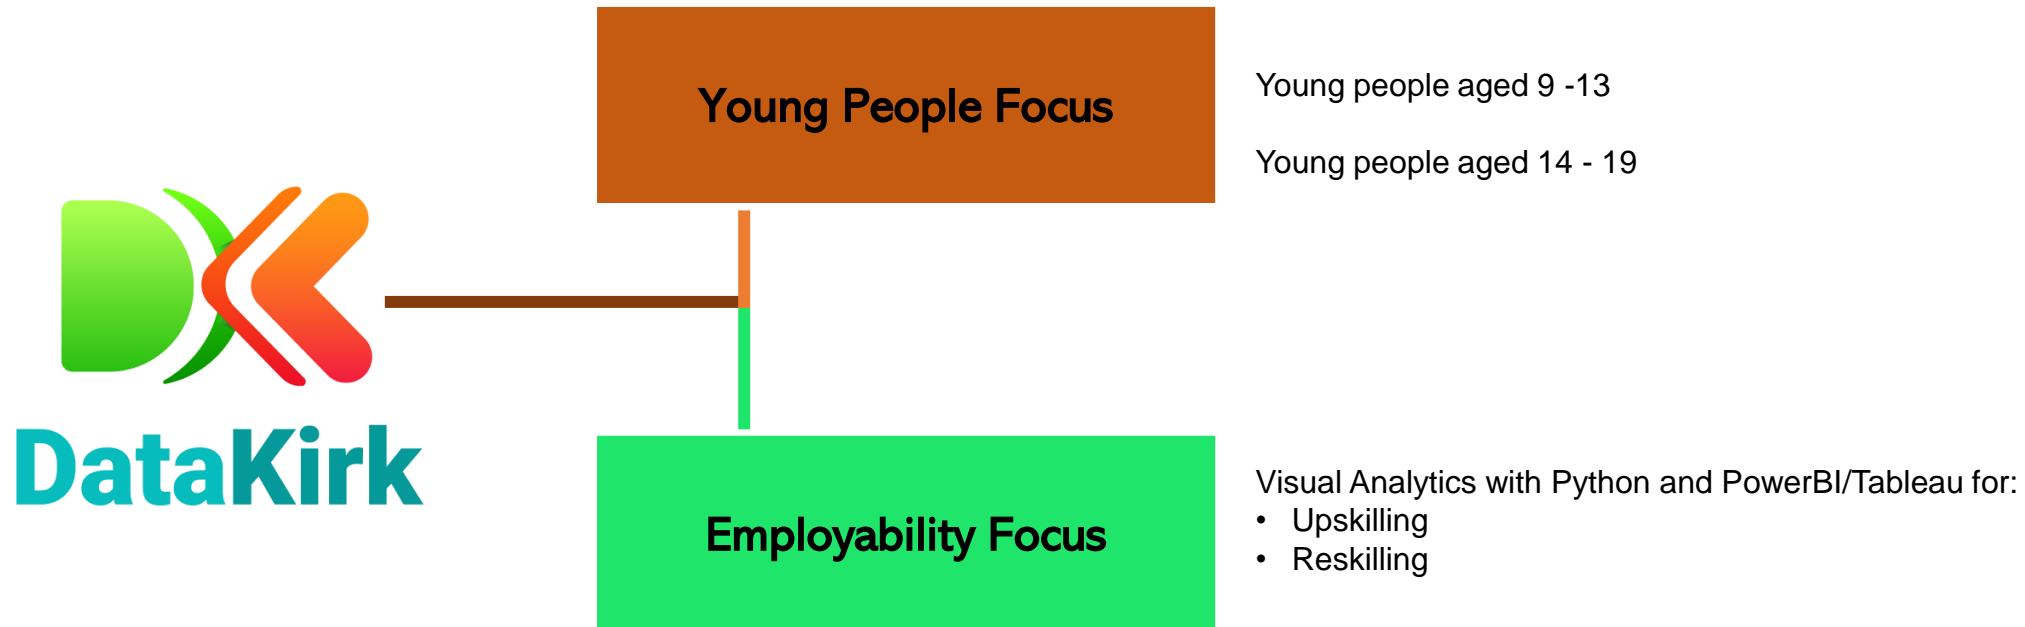 Young People Focus
Young people aged 9 -13
Young people aged 14 - 19
DataKirk
Employability Focus
Visual Analytics with Python and PowerBI/Tableau for:
• Upskilling
• Reskilling